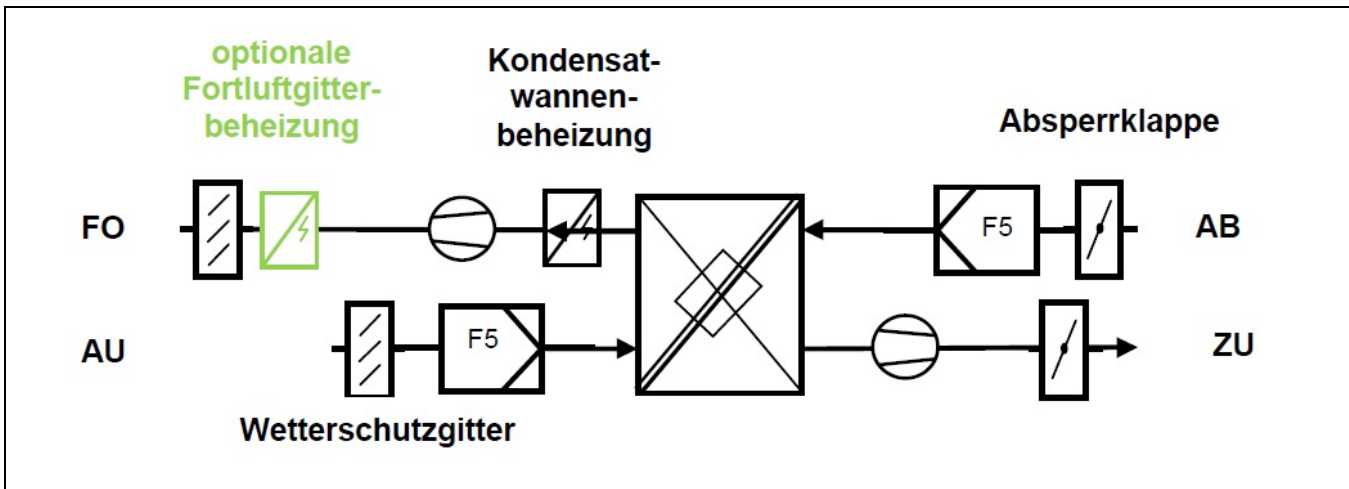 optionale
Fortluftgitter-
beheizung
Kondensat-
wannen-
beheizung
Absperrklappe
FO
F5
AB
AU
F5
ZU
Wetterschutzgitter